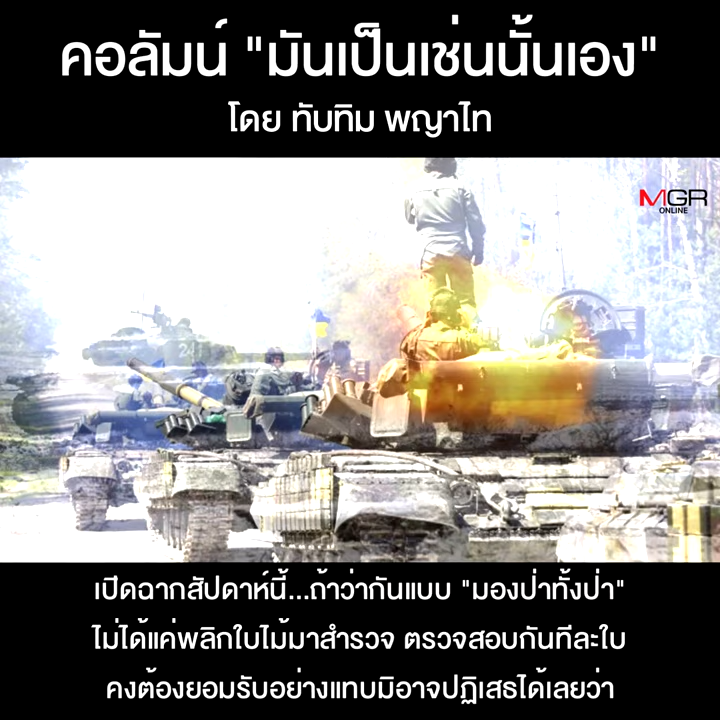 คอลัมน์ "มันเป็นเช่นนั้นเอง"
โดย ทับทิม พญาไท
MGR
ONLINE
24
เปิดฉากสัปดาห์นี้...ถ้าว่ากันแบบ "มองป่าทั้งป่า"
ไม่ได้แค่พลิกใบไม้มาสำรวจ ตรวจสอบกันทีละใบ
คงต้องยอมรับอย่างแทบมิอาจปฏิเสธได้เลยว่า